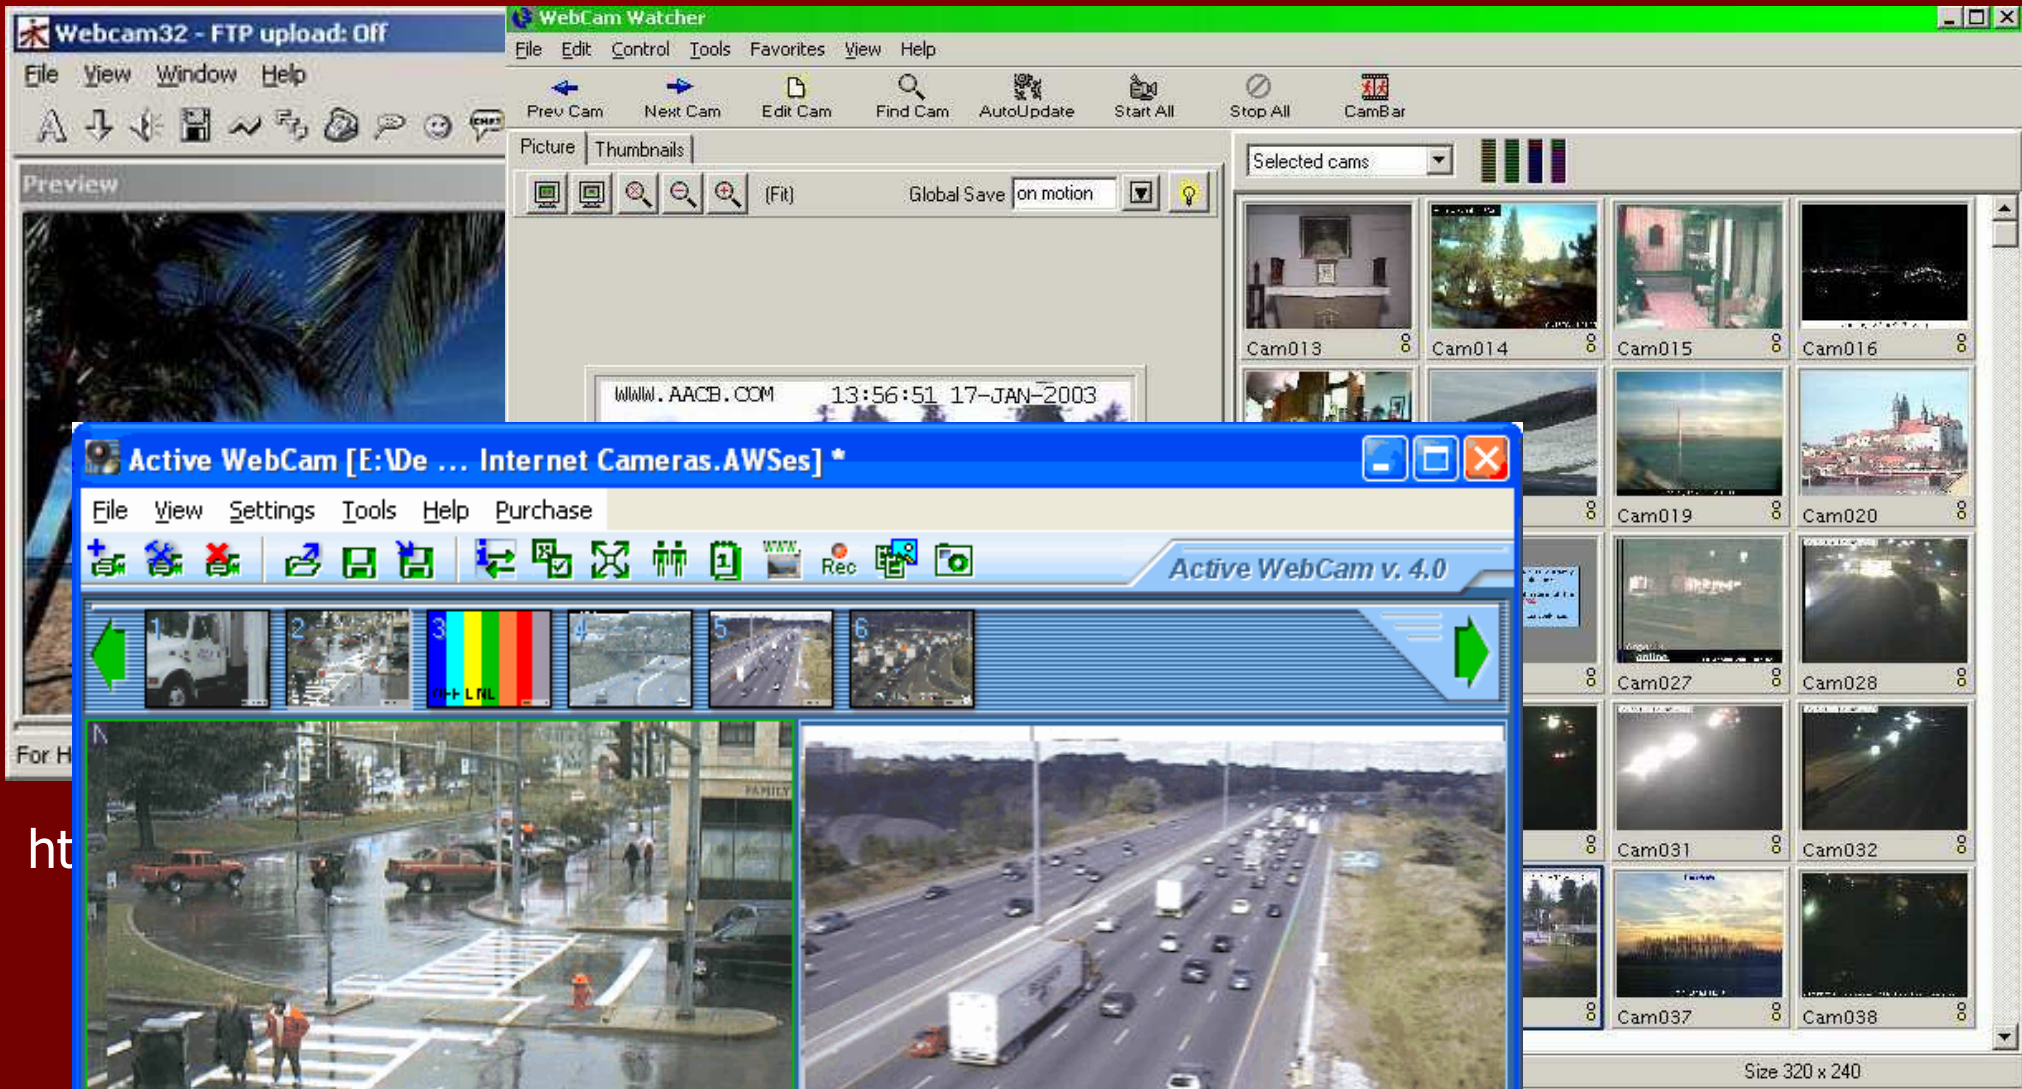 Webcam32 - FTP upload: Off
File View Window Help
CHAT
Preview
For H
WebCam Watcher
File Edit Control Tools Favorites View Help
Prev Cam Next Cam Edit Cam Find Cam AutoUpdate Start All Stop All CamBar
Picture Thumbnails
(Fit) Global Save on motion
Selected cams
WWW.AACB.COM 13:56:51 17-JAN-2003
Cam013 Cam014 Cam015 Cam016
Cam019 Cam020
Cam027 Cam028
online
Cam031 Cam032
Cam037 Cam038
Size 320 x 240
Active WebCam [E:\De ... Internet Cameras.AWSes] *
File View Settings Tools Help Purchase
WWW. Rec
Active WebCam v. 4.0
1 2 3 4 5 6
FAMILY
ht